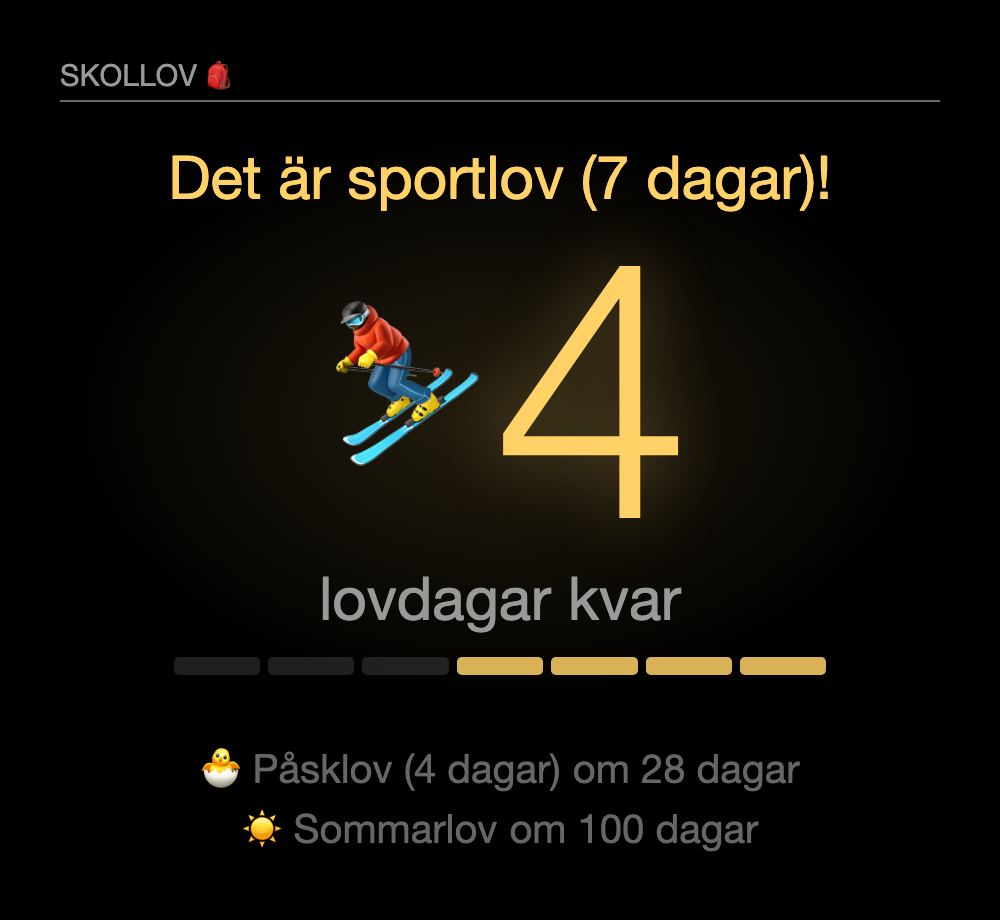 SKOLLOV 🎒
Det är sportlov (7 dagar)!
⛷️ 4
lovdagar kvar
🐣 Påsklov (4 dagar) om 28 dagar
☀️ Sommarlov om 100 dagar